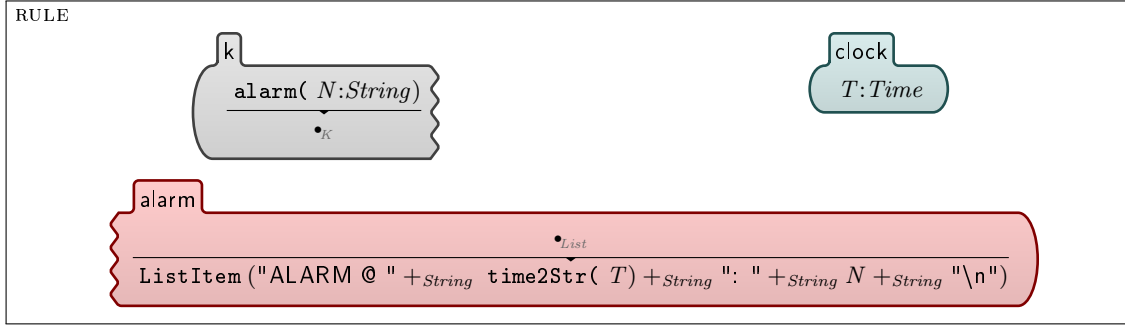 RULE
k
clock
alarm( N:String)
T:Time
•K
alarm
•List
ListItem ("ALARM @ " +String time2Str( T) +String ": " +String N +String "\n")